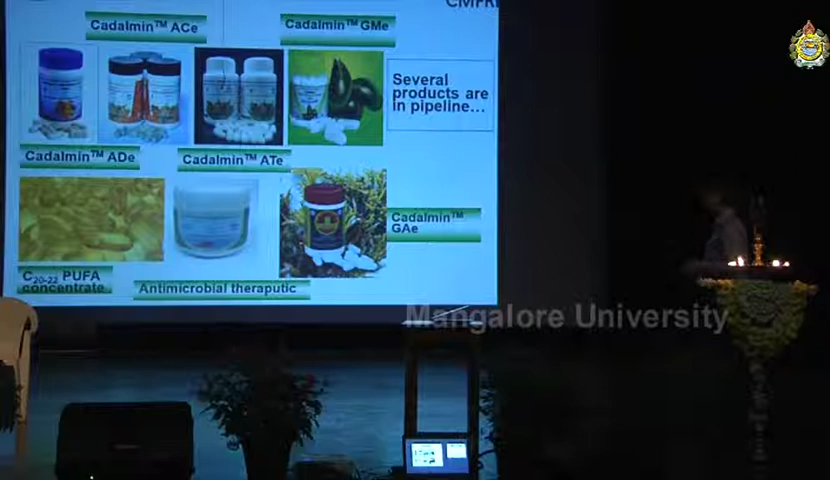 CMFRI
Cadalmin™ ACe
Cadalmin™ GMe
Several
products are
in pipeline...
Cadalmin™ ADe
Cadalmin™ ATe
Cadalmin™
GAe
C20-22 PUFA
concentrate
Antimicrobial theraputic
Mangalore University